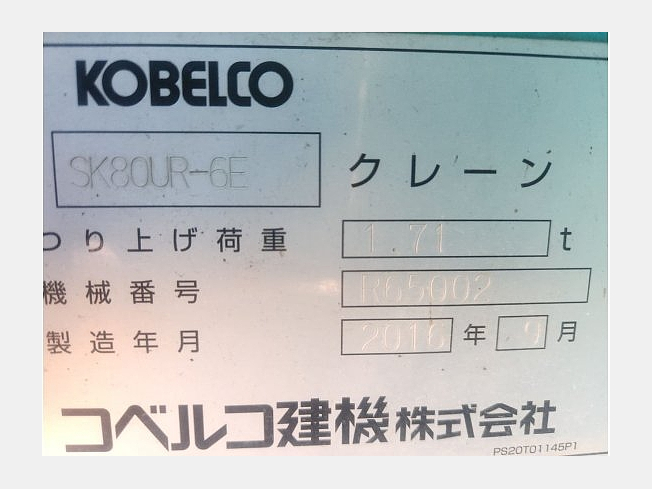 KOBELCO
SK80UR-6E クレーン
つり上げ荷重 1.71 t
機械番号 R65002
製造年月 2016 年 9 月
コベルコ建機株式会社
PS20T01145P1